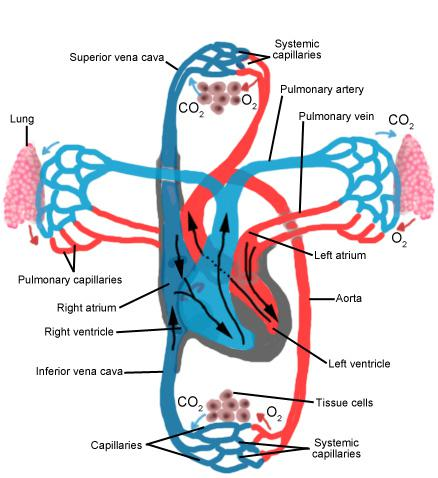 Superior vena cava
Systemic
capillaries
CO2
O2
Pulmonary artery
Pulmonary vein
CO2
Lung
O2
Left atrium
Pulmonary capillaries
Right atrium
Aorta
Right ventricle
Left ventricle
Inferior vena cava
CO2
O2
Tissue cells
Capillaries
Systemic
capillaries